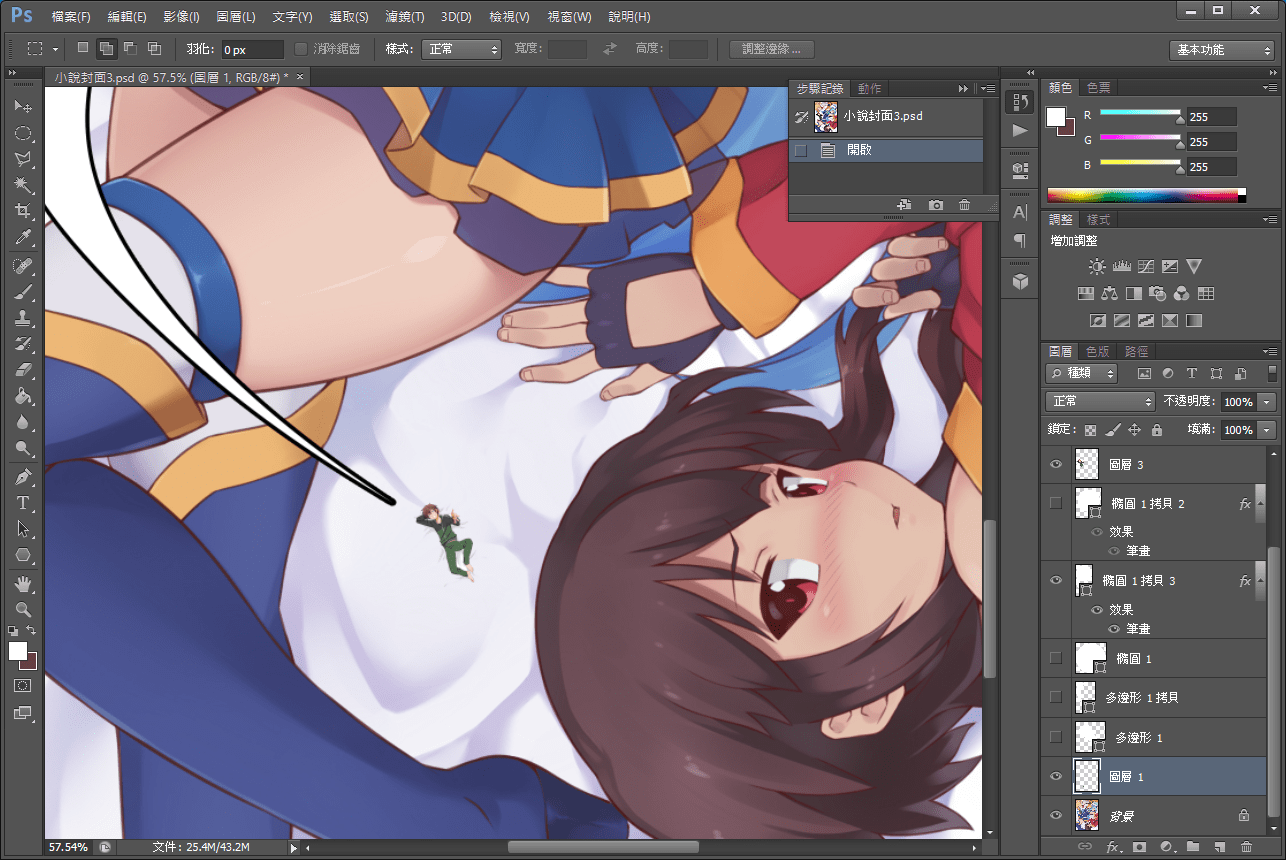 Ps 檔案(F) 編輯(E) 影像(I) 圖層(L) 文字(Y) 選取(S) 濾鏡(T) 3D(D) 檢視(V) 視窗(W) 說明(H)
羽化: 0 px 消除鋸齒 樣式: 正常 寬度: 高度: 調整邊緣... 基本功能
小說封面3.psd @ 57.5% (圖層 1, RGB/8#) * ×
步驟記錄 動作
小說封面3.psd
開啟
顏色 色票
R 255
G 255
B 255
調整 樣式
增加調整
圖層 色版 路徑
種類
正常 不透明度: 100%
鎖定: 填滿: 100%
圖層 3
橢圓 1 拷貝 2 fx
效果
筆畫
橢圓 1 拷貝 3 fx
效果
筆畫
橢圓 1
多邊形 1 拷貝
多邊形 1
圖層 1
背景
57.54% 文件: 25.4M/43.2M